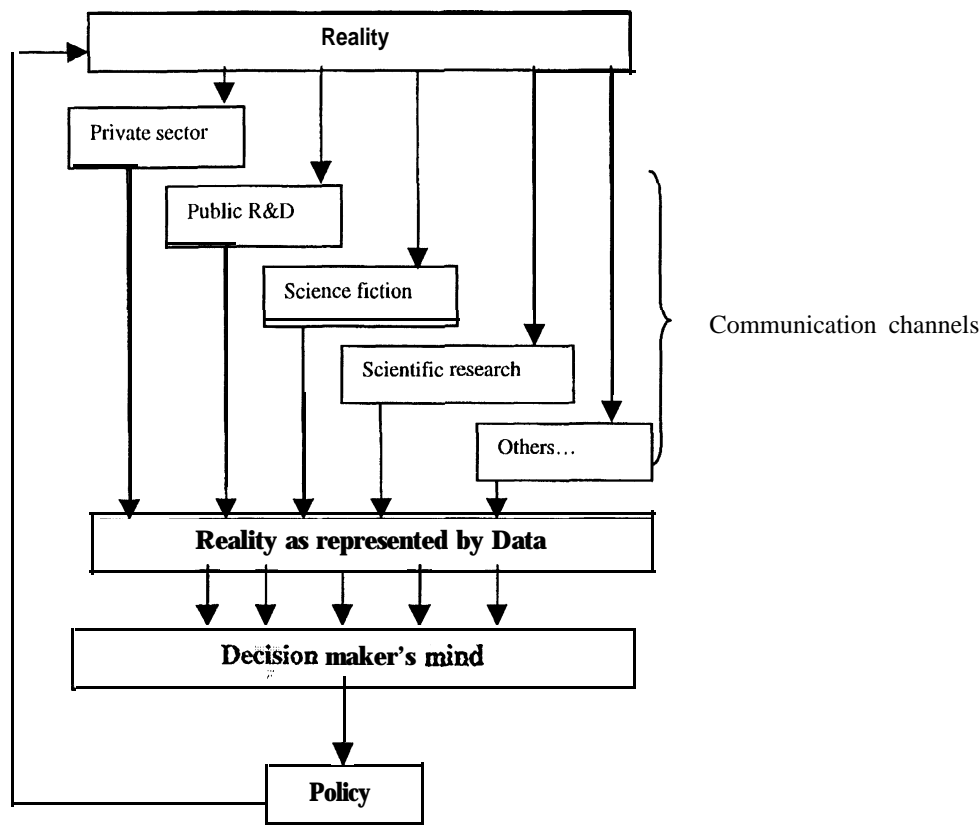 Reality
Private sector
Public R&D
Science fiction
Communication channels
Scientific research
Others…
Reality as represented by Data
Decision maker's mind
Policy